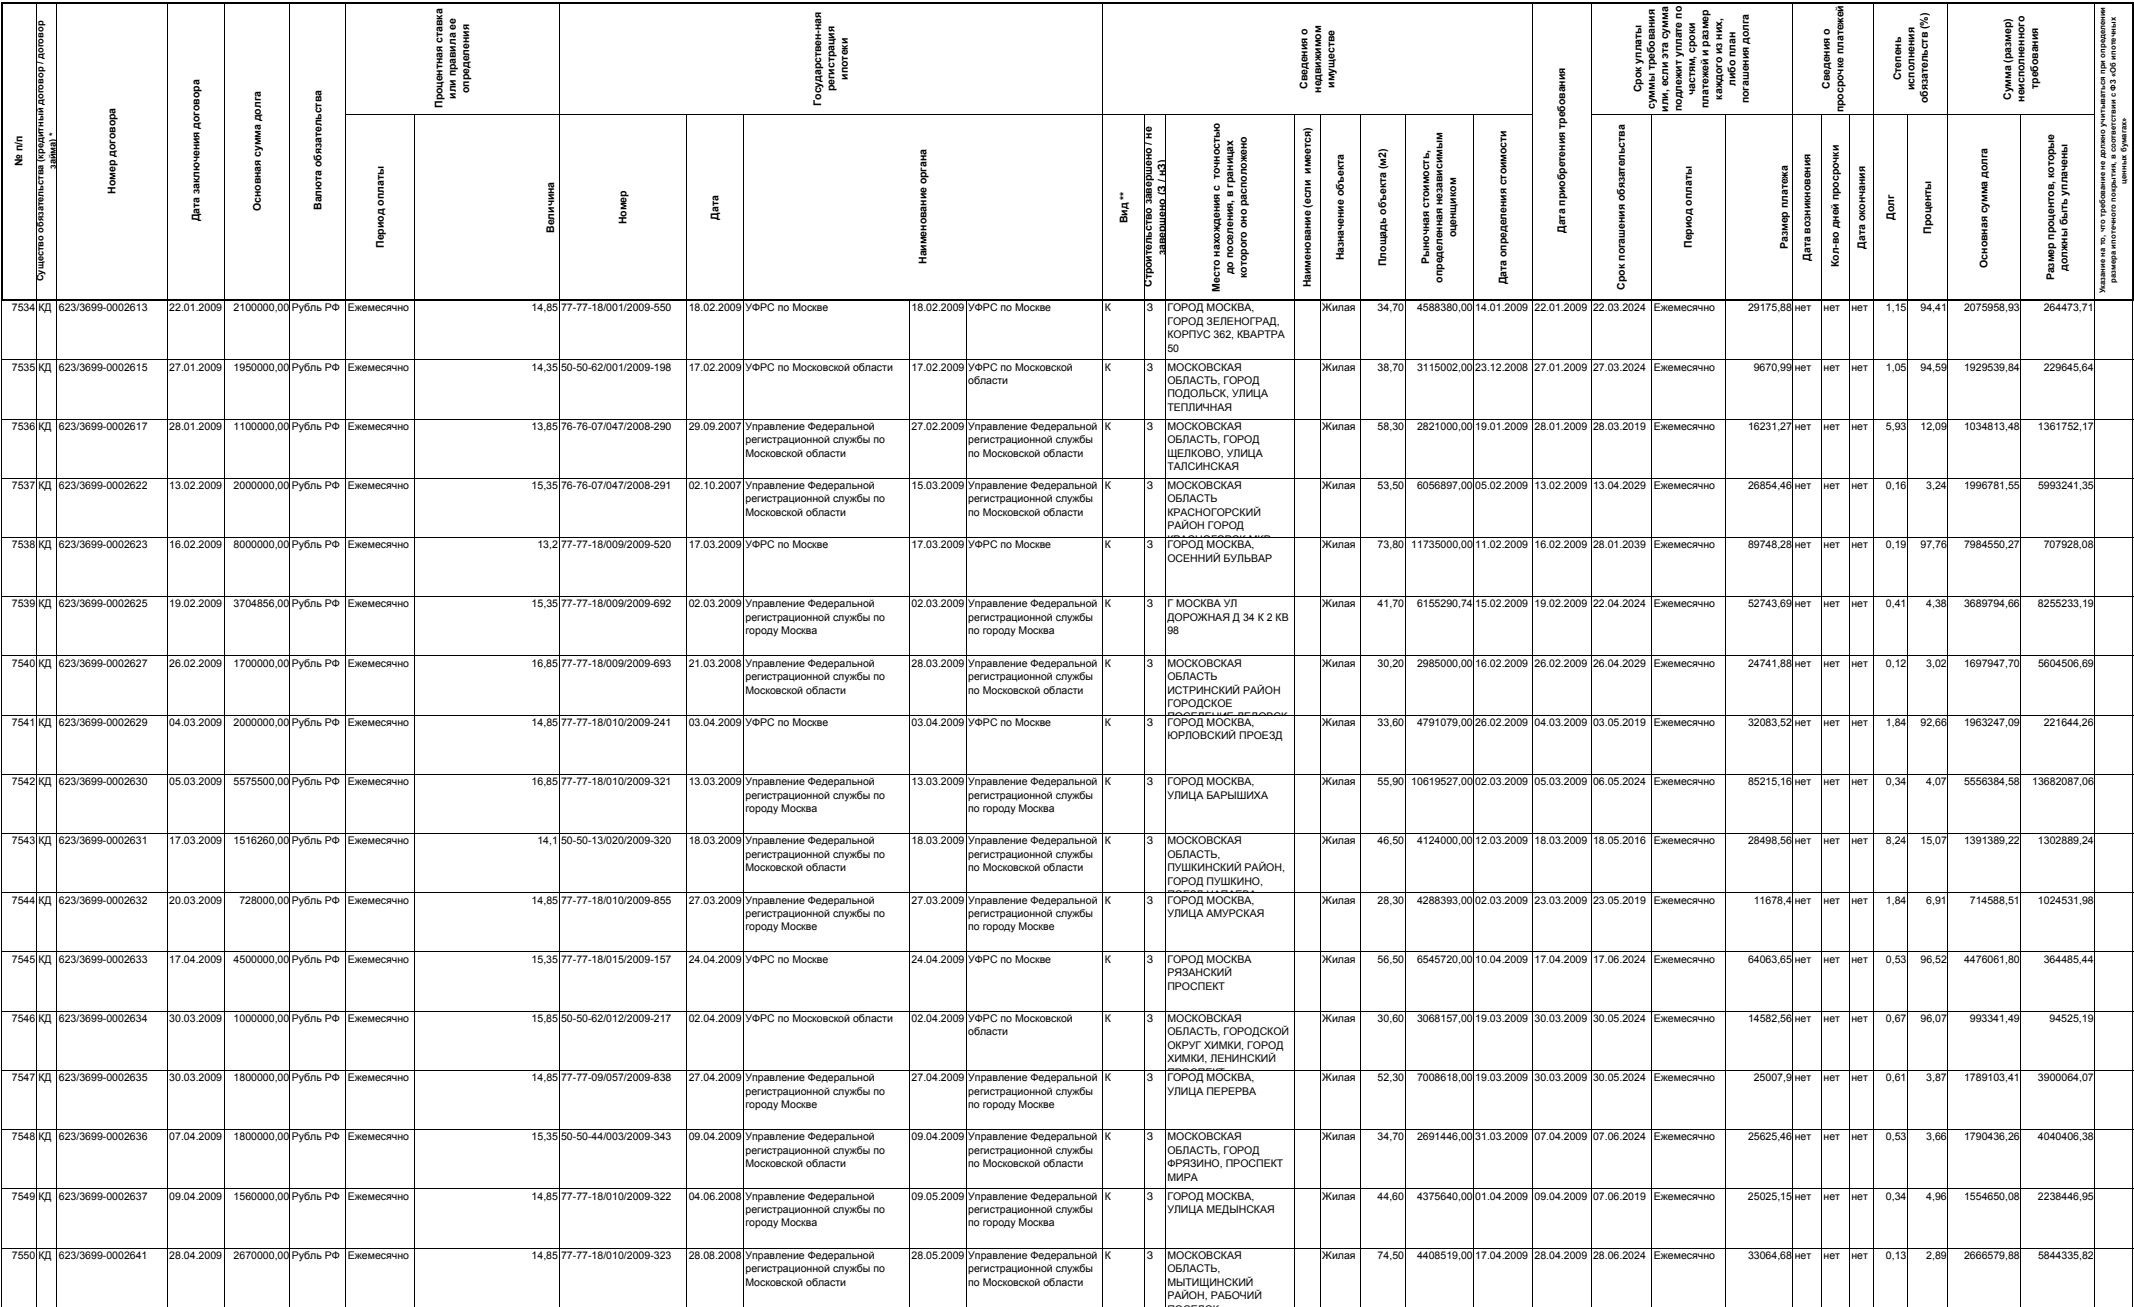 № п/п
Существо обязательства (кредитный договор / договор
займа) *
Номер договора
Дата заключения договора
Основная сумма долга
Валюта обязательства
Процентная ставка
или правила ее
определения
Период оплаты
Величина
Государствен-ная
регистрация
ипотеки
Номер
Дата
Наименование органа
Сведения о
недвижимом
имуществе
Вид **
Строительство завершено / не
завершено (З / нЗ)
Место нахождения с точностью
до поселения, в границах
которого оно расположено
Наименование (если имеется)
Назначение объекта
Площадь объекта (м2)
Рыночная стоимость,
определенная независимым
оценщиком
Дата определения стоимости
Дата приобретения требования
Срок уплаты
суммы требования
или, если эта сумма
подлежит уплате по
частям, сроки
платежей и размер
каждого из них,
либо план
погашения долга
Срок погашения обязательства
Период оплаты
Размер платежа
Сведения о
просрочке платежей
Дата возникновения
Кол-во дней просрочки
Дата окончания
Степень
исполнения
обязательств (%)
Долг
Проценты
Сумма (размер)
неисполненного
требования
Основная сумма долга
Размер процентов, которые
должны быть уплачены
Указание на то, что требование не должно учитываться при определении
размера ипотечного покрытия, в соответствии с ФЗ «Об ипотечных
ценных бумагах»
7534 КД 623/3699-0002613 22.01.2009 2100000,00 Рубль РФ Ежемесячно 14,85 77-77-18/001/2009-550 18.02.2009 УФРС по Москве 18.02.2009 УФРС по Москве К З ГОРОД МОСКВА, Жилая 34,70 4588380,00 14.01.2009 22.01.2009 22.03.2024 Ежемесячно 29175,88 нет нет нет 1,15 94,41 2075958,93 264473,71
ГОРОД ЗЕЛЕНОГРАД,
КОРПУС 362, КВАРТРА
50
7535 КД 623/3699-0002615 27.01.2009 1950000,00 Рубль РФ Ежемесячно 14,35 50-50-62/001/2009-198 17.02.2009 УФРС по Московской области 17.02.2009 УФРС по Московской К З МОСКОВСКАЯ Жилая 38,70 3115002,00 23.12.2008 27.01.2009 27.03.2024 Ежемесячно 9670,99 нет нет нет 1,05 94,59 1929539,84 229645,64
области ОБЛАСТЬ, ГОРОД
ПОДОЛЬСК, УЛИЦА
ТЕПЛИЧНАЯ
7536 КД 623/3699-0002617 28.01.2009 1100000,00 Рубль РФ Ежемесячно 13,85 76-76-07/047/2008-290 29.09.2007 Управление Федеральной 27.02.2009 Управление Федеральной К З МОСКОВСКАЯ Жилая 58,30 2821000,00 19.01.2009 28.01.2009 28.03.2019 Ежемесячно 16231,27 нет нет нет 5,93 12,09 1034813,48 1361752,17
регистрационной службы по регистрационной службы ОБЛАСТЬ, ГОРОД
Московской области по Московской области ЩЕЛКОВО, УЛИЦА
ТАЛСИНСКАЯ
7537 КД 623/3699-0002622 13.02.2009 2000000,00 Рубль РФ Ежемесячно 15,35 76-76-07/047/2008-291 02.10.2007 Управление Федеральной 15.03.2009 Управление Федеральной К З МОСКОВСКАЯ Жилая 53,50 6056897,00 05.02.2009 13.02.2009 13.04.2029 Ежемесячно 26854,46 нет нет нет 0,16 3,24 1996781,55 5993241,35
регистрационной службы по регистрационной службы ОБЛАСТЬ
Московской области по Московской области КРАСНОГОРСКИЙ
РАЙОН ГОРОД
7538 КД 623/3699-0002623 16.02.2009 8000000,00 Рубль РФ Ежемесячно 13,2 77-77-18/009/2009-520 17.03.2009 УФРС по Москве 17.03.2009 УФРС по Москве К З ГОРОД МОСКВА, Жилая 73,80 11735000,00 11.02.2009 16.02.2009 28.01.2039 Ежемесячно 89748,28 нет нет нет 0,19 97,76 7984550,27 707928,08
ОСЕННИЙ БУЛЬВАР
7539 КД 623/3699-0002625 19.02.2009 3704856,00 Рубль РФ Ежемесячно 15,35 77-77-18/009/2009-692 02.03.2009 Управление Федеральной 02.03.2009 Управление Федеральной К З Г МОСКВА УЛ Жилая 41,70 6155290,74 15.02.2009 19.02.2009 22.04.2024 Ежемесячно 52743,69 нет нет нет 0,41 4,38 3689794,66 8255233,19
регистрационной службы по регистрационной службы ДОРОЖНАЯ Д 34 К 2 КВ
городу Москва по городу Москва 98
7540 КД 623/3699-0002627 26.02.2009 1700000,00 Рубль РФ Ежемесячно 16,85 77-77-18/009/2009-693 21.03.2008 Управление Федеральной 28.03.2009 Управление Федеральной К З МОСКОВСКАЯ Жилая 30,20 2985000,00 16.02.2009 26.02.2009 26.04.2029 Ежемесячно 24741,88 нет нет нет 0,12 3,02 1697947,70 5604506,69
регистрационной службы по регистрационной службы ОБЛАСТЬ
Московской области по Московской области ИСТРИНСКИЙ РАЙОН
ГОРОДСКОЕ
7541 КД 623/3699-0002629 04.03.2009 2000000,00 Рубль РФ Ежемесячно 14,85 77-77-18/010/2009-241 03.04.2009 УФРС по Москве 03.04.2009 УФРС по Москве К З ГОРОД МОСКВА, Жилая 33,60 4791079,00 26.02.2009 04.03.2009 03.05.2019 Ежемесячно 32083,52 нет нет нет 1,84 92,66 1963247,09 221644,26
ЮРЛОВСКИЙ ПРОЕЗД
7542 КД 623/3699-0002630 05.03.2009 5575500,00 Рубль РФ Ежемесячно 16,85 77-77-18/010/2009-321 13.03.2009 Управление Федеральной 13.03.2009 Управление Федеральной К З ГОРОД МОСКВА, Жилая 55,90 10619527,00 02.03.2009 05.03.2009 06.05.2024 Ежемесячно 85215,16 нет нет нет 0,34 4,07 5556384,58 13682087,06
регистрационной службы по регистрационной службы УЛИЦА БАРЫШИХА
городу Москва по городу Москва
7543 КД 623/3699-0002631 17.03.2009 1516260,00 Рубль РФ Ежемесячно 14,1 50-50-13/020/2009-320 18.03.2009 Управление Федеральной 18.03.2009 Управление Федеральной К З МОСКОВСКАЯ Жилая 46,50 4124000,00 12.03.2009 18.03.2009 18.05.2016 Ежемесячно 28498,56 нет нет нет 8,24 15,07 1391389,22 1302889,24
регистрационной службы по регистрационной службы ОБЛАСТЬ,
Московской области по Московской области ПУШКИНСКИЙ РАЙОН,
ГОРОД ПУШКИНО,
7544 КД 623/3699-0002632 20.03.2009 728000,00 Рубль РФ Ежемесячно 14,85 77-77-18/010/2009-855 27.03.2009 Управление Федеральной 27.03.2009 Управление Федеральной К З ГОРОД МОСКВА, Жилая 28,30 4288393,00 02.03.2009 23.03.2009 23.05.2019 Ежемесячно 11678,4 нет нет нет 1,84 6,91 714588,51 1024531,98
регистрационной службы по регистрационной службы УЛИЦА АМУРСКАЯ
городу Москве по городу Москве
7545 КД 623/3699-0002633 17.04.2009 4500000,00 Рубль РФ Ежемесячно 15,35 77-77-18/015/2009-157 24.04.2009 УФРС по Москве 24.04.2009 УФРС по Москве К З ГОРОД МОСКВА Жилая 56,50 6545720,00 10.04.2009 17.04.2009 17.06.2024 Ежемесячно 64063,65 нет нет нет 0,53 96,52 4476061,80 364485,44
РЯЗАНСКИЙ
ПРОСПЕКТ
7546 КД 623/3699-0002634 30.03.2009 1000000,00 Рубль РФ Ежемесячно 15,85 50-50-62/012/2009-217 02.04.2009 УФРС по Московской области 02.04.2009 УФРС по Московской К З МОСКОВСКАЯ Жилая 30,60 3068157,00 19.03.2009 30.03.2009 30.05.2024 Ежемесячно 14582,56 нет нет нет 0,67 96,07 993341,49 94525,19
области ОБЛАСТЬ, ГОРОДСКОЙ
ОКРУГ ХИМКИ, ГОРОД
ХИМКИ, ЛЕНИНСКИЙ
7547 КД 623/3699-0002635 30.03.2009 1800000,00 Рубль РФ Ежемесячно 14,85 77-77-09/057/2009-838 27.04.2009 Управление Федеральной 27.04.2009 Управление Федеральной К З ГОРОД МОСКВА, Жилая 52,30 7008618,00 19.03.2009 30.03.2009 30.05.2024 Ежемесячно 25007,9 нет нет нет 0,61 3,87 1789103,41 3900064,07
регистрационной службы по регистрационной службы УЛИЦА ПЕРЕРВА
городу Москве по городу Москве
7548 КД 623/3699-0002636 07.04.2009 1800000,00 Рубль РФ Ежемесячно 15,35 50-50-44/003/2009-343 09.04.2009 Управление Федеральной 09.04.2009 Управление Федеральной К З МОСКОВСКАЯ Жилая 34,70 2691446,00 31.03.2009 07.04.2009 07.06.2024 Ежемесячно 25625,46 нет нет нет 0,53 3,66 1790436,26 4040406,38
регистрационной службы по регистрационной службы ОБЛАСТЬ, ГОРОД
Московской области по Московской области ФРЯЗИНО, ПРОСПЕКТ
МИРА
7549 КД 623/3699-0002637 09.04.2009 1560000,00 Рубль РФ Ежемесячно 14,85 77-77-18/010/2009-322 04.06.2008 Управление Федеральной 09.05.2009 Управление Федеральной К З ГОРОД МОСКВА, Жилая 44,60 4375640,00 01.04.2009 09.04.2009 07.06.2019 Ежемесячно 25025,15 нет нет нет 0,34 4,96 1554650,08 2238446,95
регистрационной службы по регистрационной службы УЛИЦА МЕДЫНСКАЯ
городу Москва по городу Москва
7550 КД 623/3699-0002641 28.04.2009 2670000,00 Рубль РФ Ежемесячно 14,85 77-77-18/010/2009-323 28.08.2008 Управление Федеральной 28.05.2009 Управление Федеральной К З МОСКОВСКАЯ Жилая 74,50 4408519,00 17.04.2009 28.04.2009 28.06.2024 Ежемесячно 33064,68 нет нет нет 0,13 2,89 2666579,88 5844335,82
регистрационной службы по регистрационной службы ОБЛАСТЬ,
Московской области по Московской области МЫТИЩИНСКИЙ
РАЙОН, РАБОЧИЙ